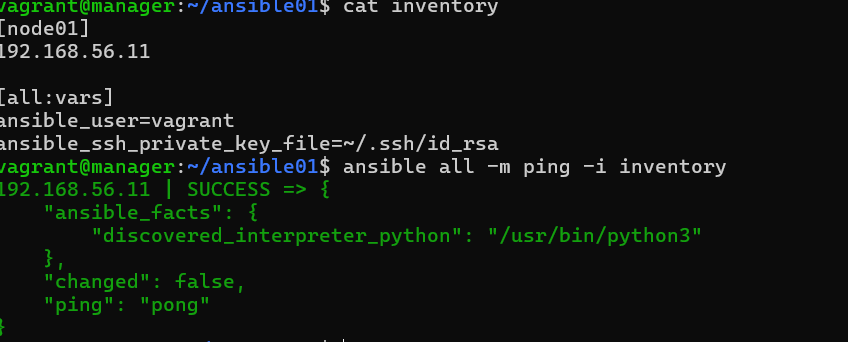 vagrant@manager:~/ansible01$ cat inventory
[node01]
192.168.56.11
[all:vars]
ansible_user=vagrant
ansible_ssh_private_key_file=~/.ssh/id_rsa
vagrant@manager:~/ansible01$ ansible all -m ping -i inventory
192.168.56.11 | SUCCESS => {
    "ansible_facts": {
        "discovered_interpreter_python": "/usr/bin/python3"
    },
    "changed": false,
    "ping": "pong"
}